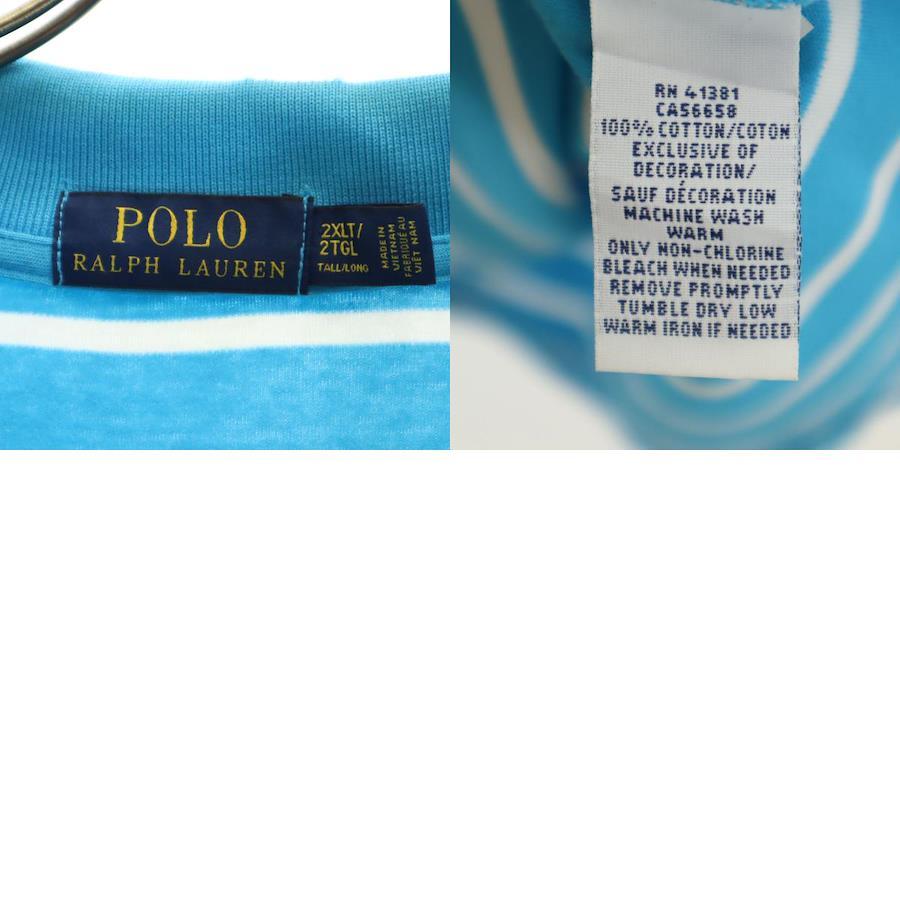 POLO
RALPH LAUREN
2XLT/
2TGL
TALL/LONG
MADE IN
VIETNAM
FABRIQUÉ AU
VIÊT NAM
RN 41381
CA56658
100% COTTON/COTON
EXCLUSIVE OF
DECORATION/
SAUF DÉCORATION
MACHINE WASH
WARM
ONLY NON-CHLORINE
BLEACH WHEN NEEDED
REMOVE PROMPTLY
TUMBLE DRY LOW
WARM IRON IF NEEDED